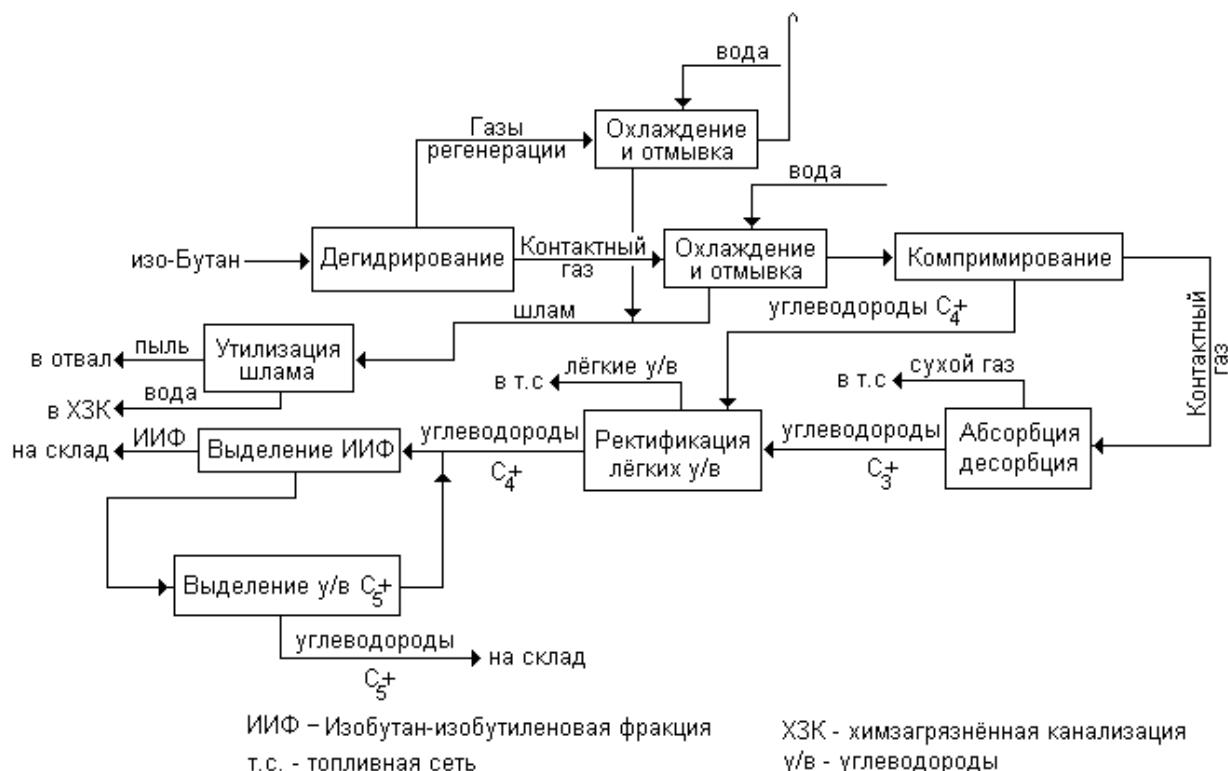 вода
Газы
регенерации
Охлаждение
и отмывка
вода
изо-Бутан
Дегидрирование
Контактный
газ
Охлаждение
и отмывка
Компримирование
шлам
углеводороды C4+
Контактный
газ
в отвал
пыль
Утилизация
шлама
вода
в ХЗК
лёгкие у/в
в т.с
сухой газ
в т.с
на склад
ИИФ
Выделение ИИФ
углеводороды
C4+
Ректификация
лёгких у/в
углеводороды
C3+
Абсорбция
десорбция
Выделение у/в C5+
углеводороды
C5+
на склад
ИИФ – Изобутан-изобутиленовая фракция
т.с. - топливная сеть
ХЗК - химзагрязнённая канализация
у/в - углеводороды